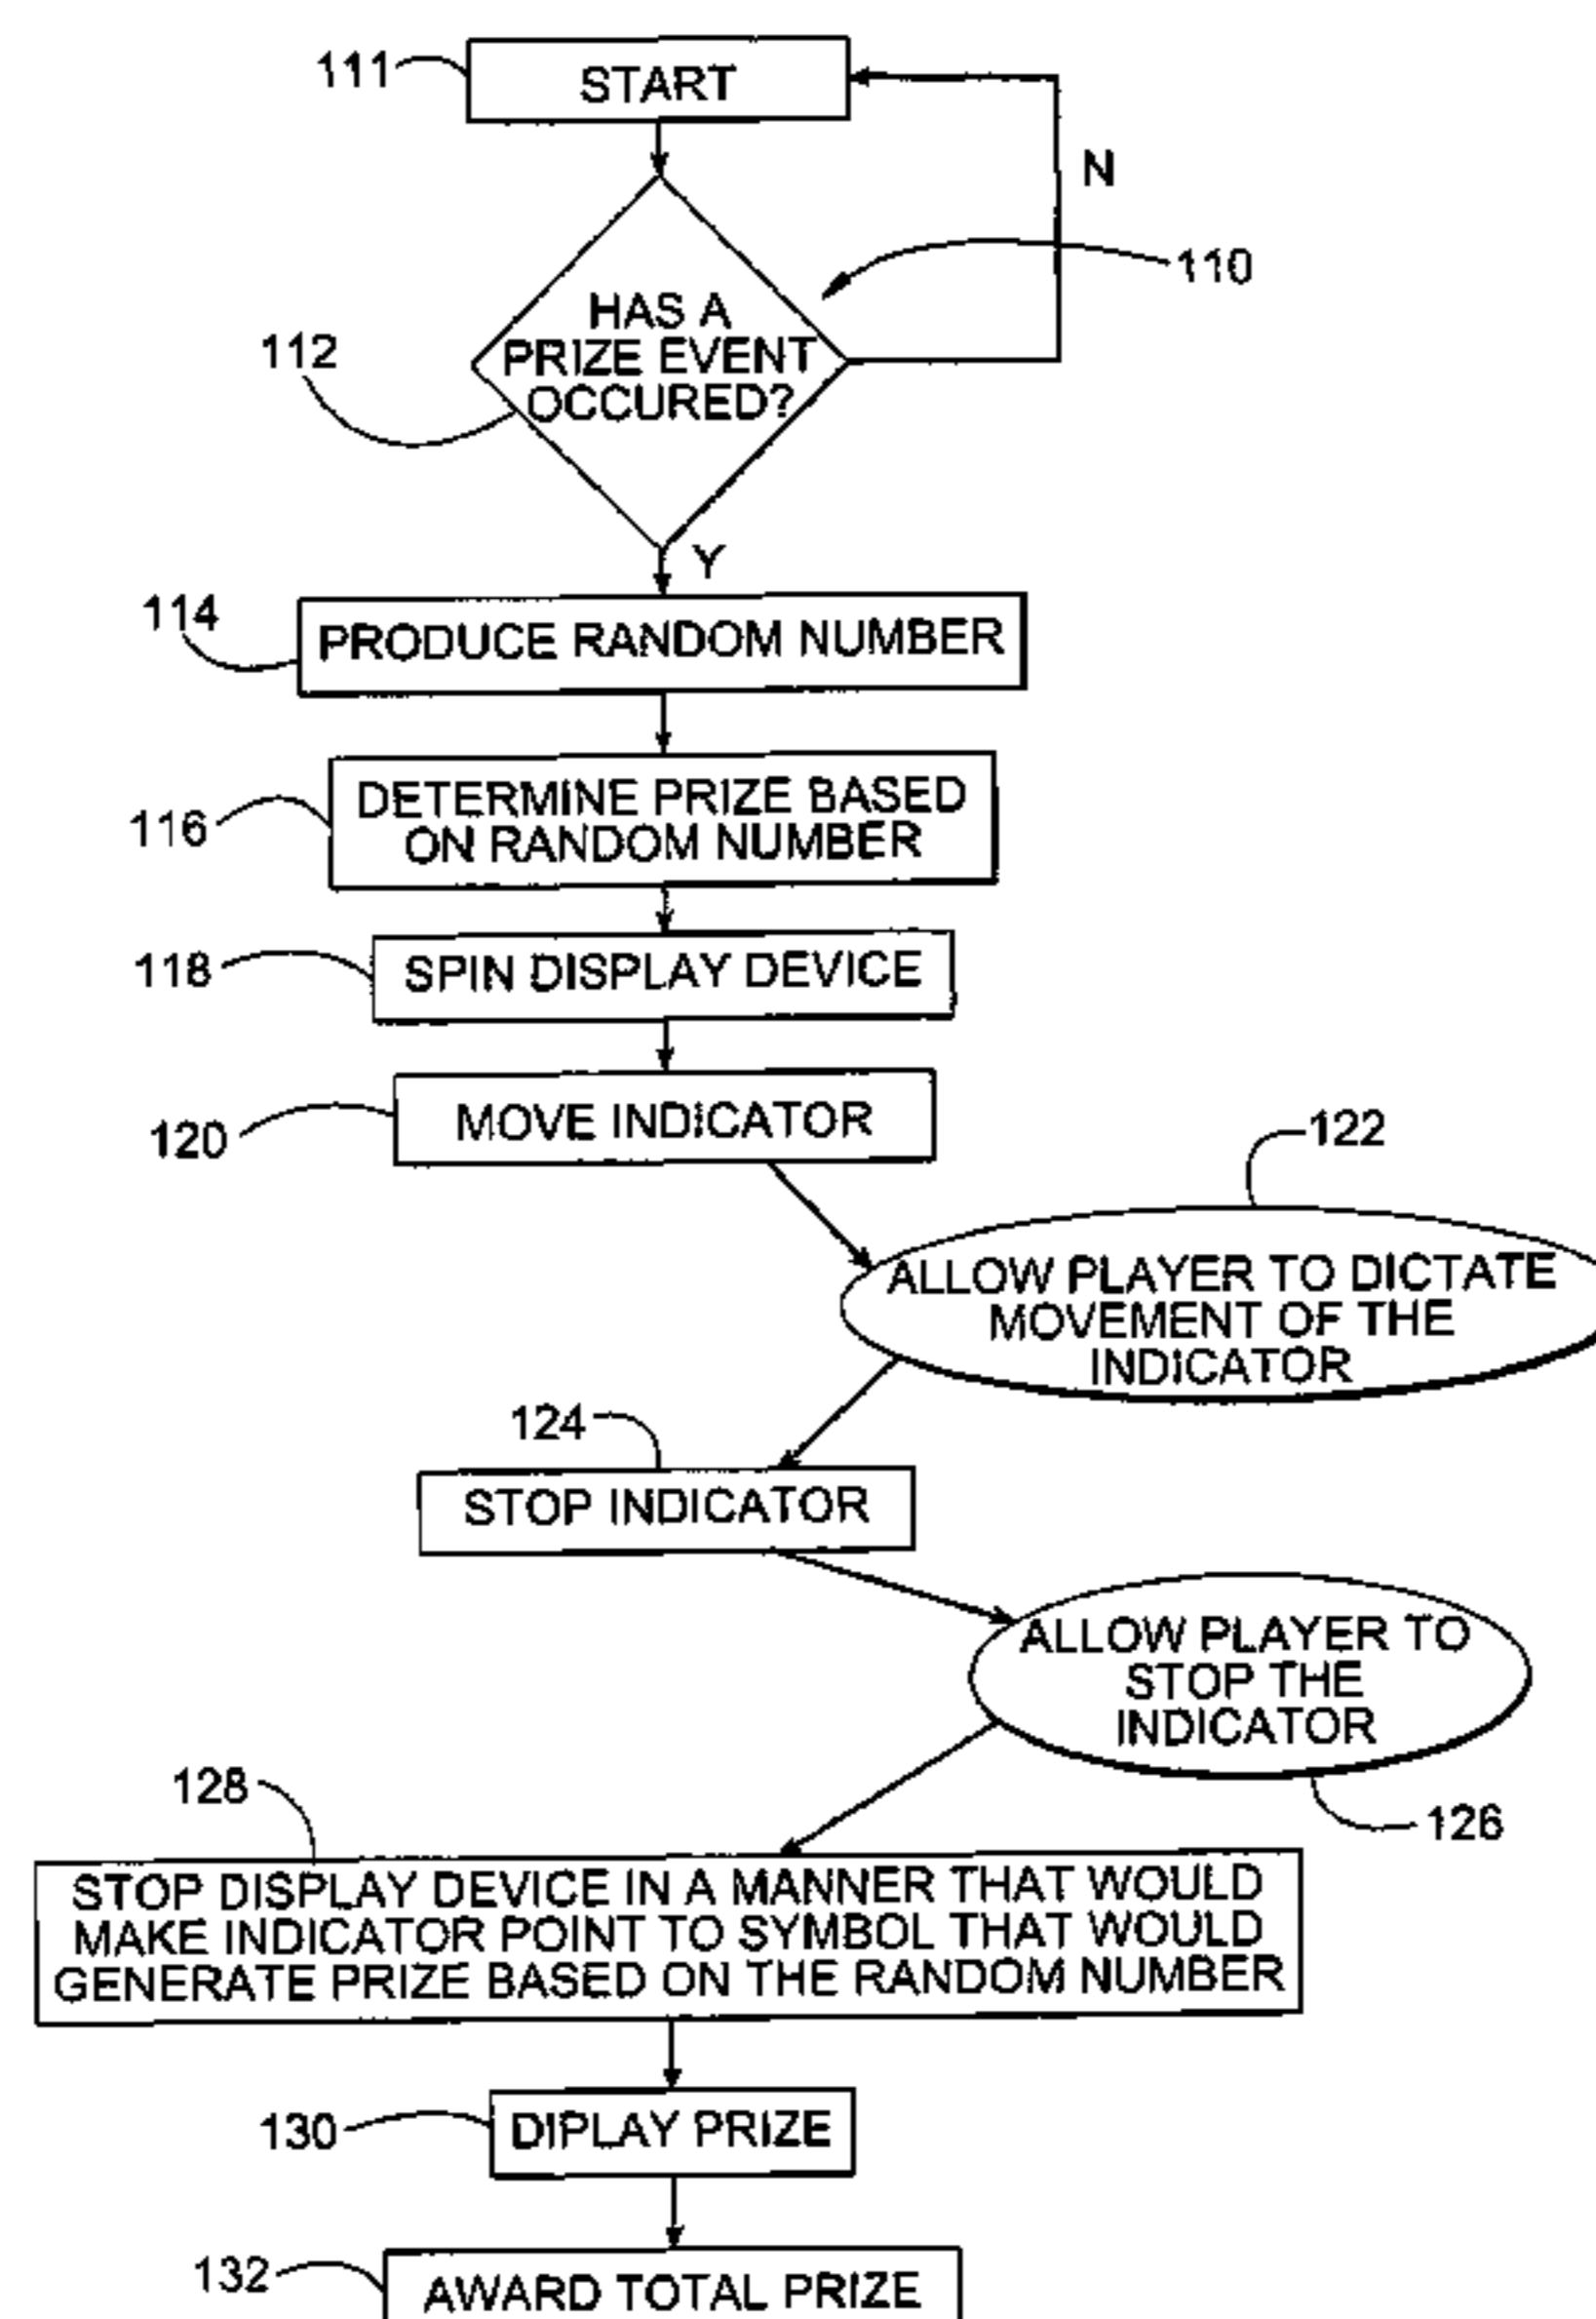 111
START
N
110
HAS A
PRIZE EVENT
OCCURED?
112
Y
114
PRODUCE RANDOM NUMBER
116
DETERMINE PRIZE BASED
ON RANDOM NUMBER
118
SPIN DISPLAY DEVICE
120
MOVE INDICATOR
122
ALLOW PLAYER TO DICTATE
MOVEMENT OF THE
INDICATOR
124
STOP INDICATOR
ALLOW PLAYER TO
STOP THE
INDICATOR
126
128
STOP DISPLAY DEVICE IN A MANNER THAT WOULD
MAKE INDICATOR POINT TO SYMBOL THAT WOULD
GENERATE PRIZE BASED ON THE RANDOM NUMBER
130
DIPLAY PRIZE
132
AWARD TOTAL PRIZE